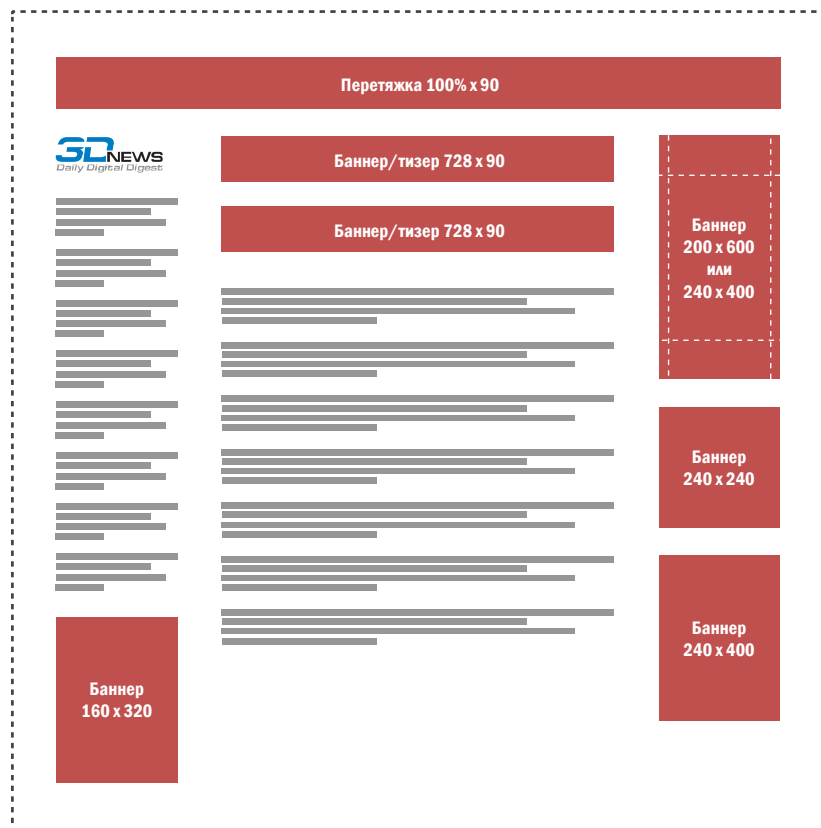 Перетяжка 100% x 90
3DNEWS
Daily Digital Digest
Баннер/тизер 728 x 90
Баннер/тизер 728 x 90
Баннер
200 x 600
или
240 x 400
Баннер
240 x 240
Баннер
240 x 400
Баннер
160 x 320